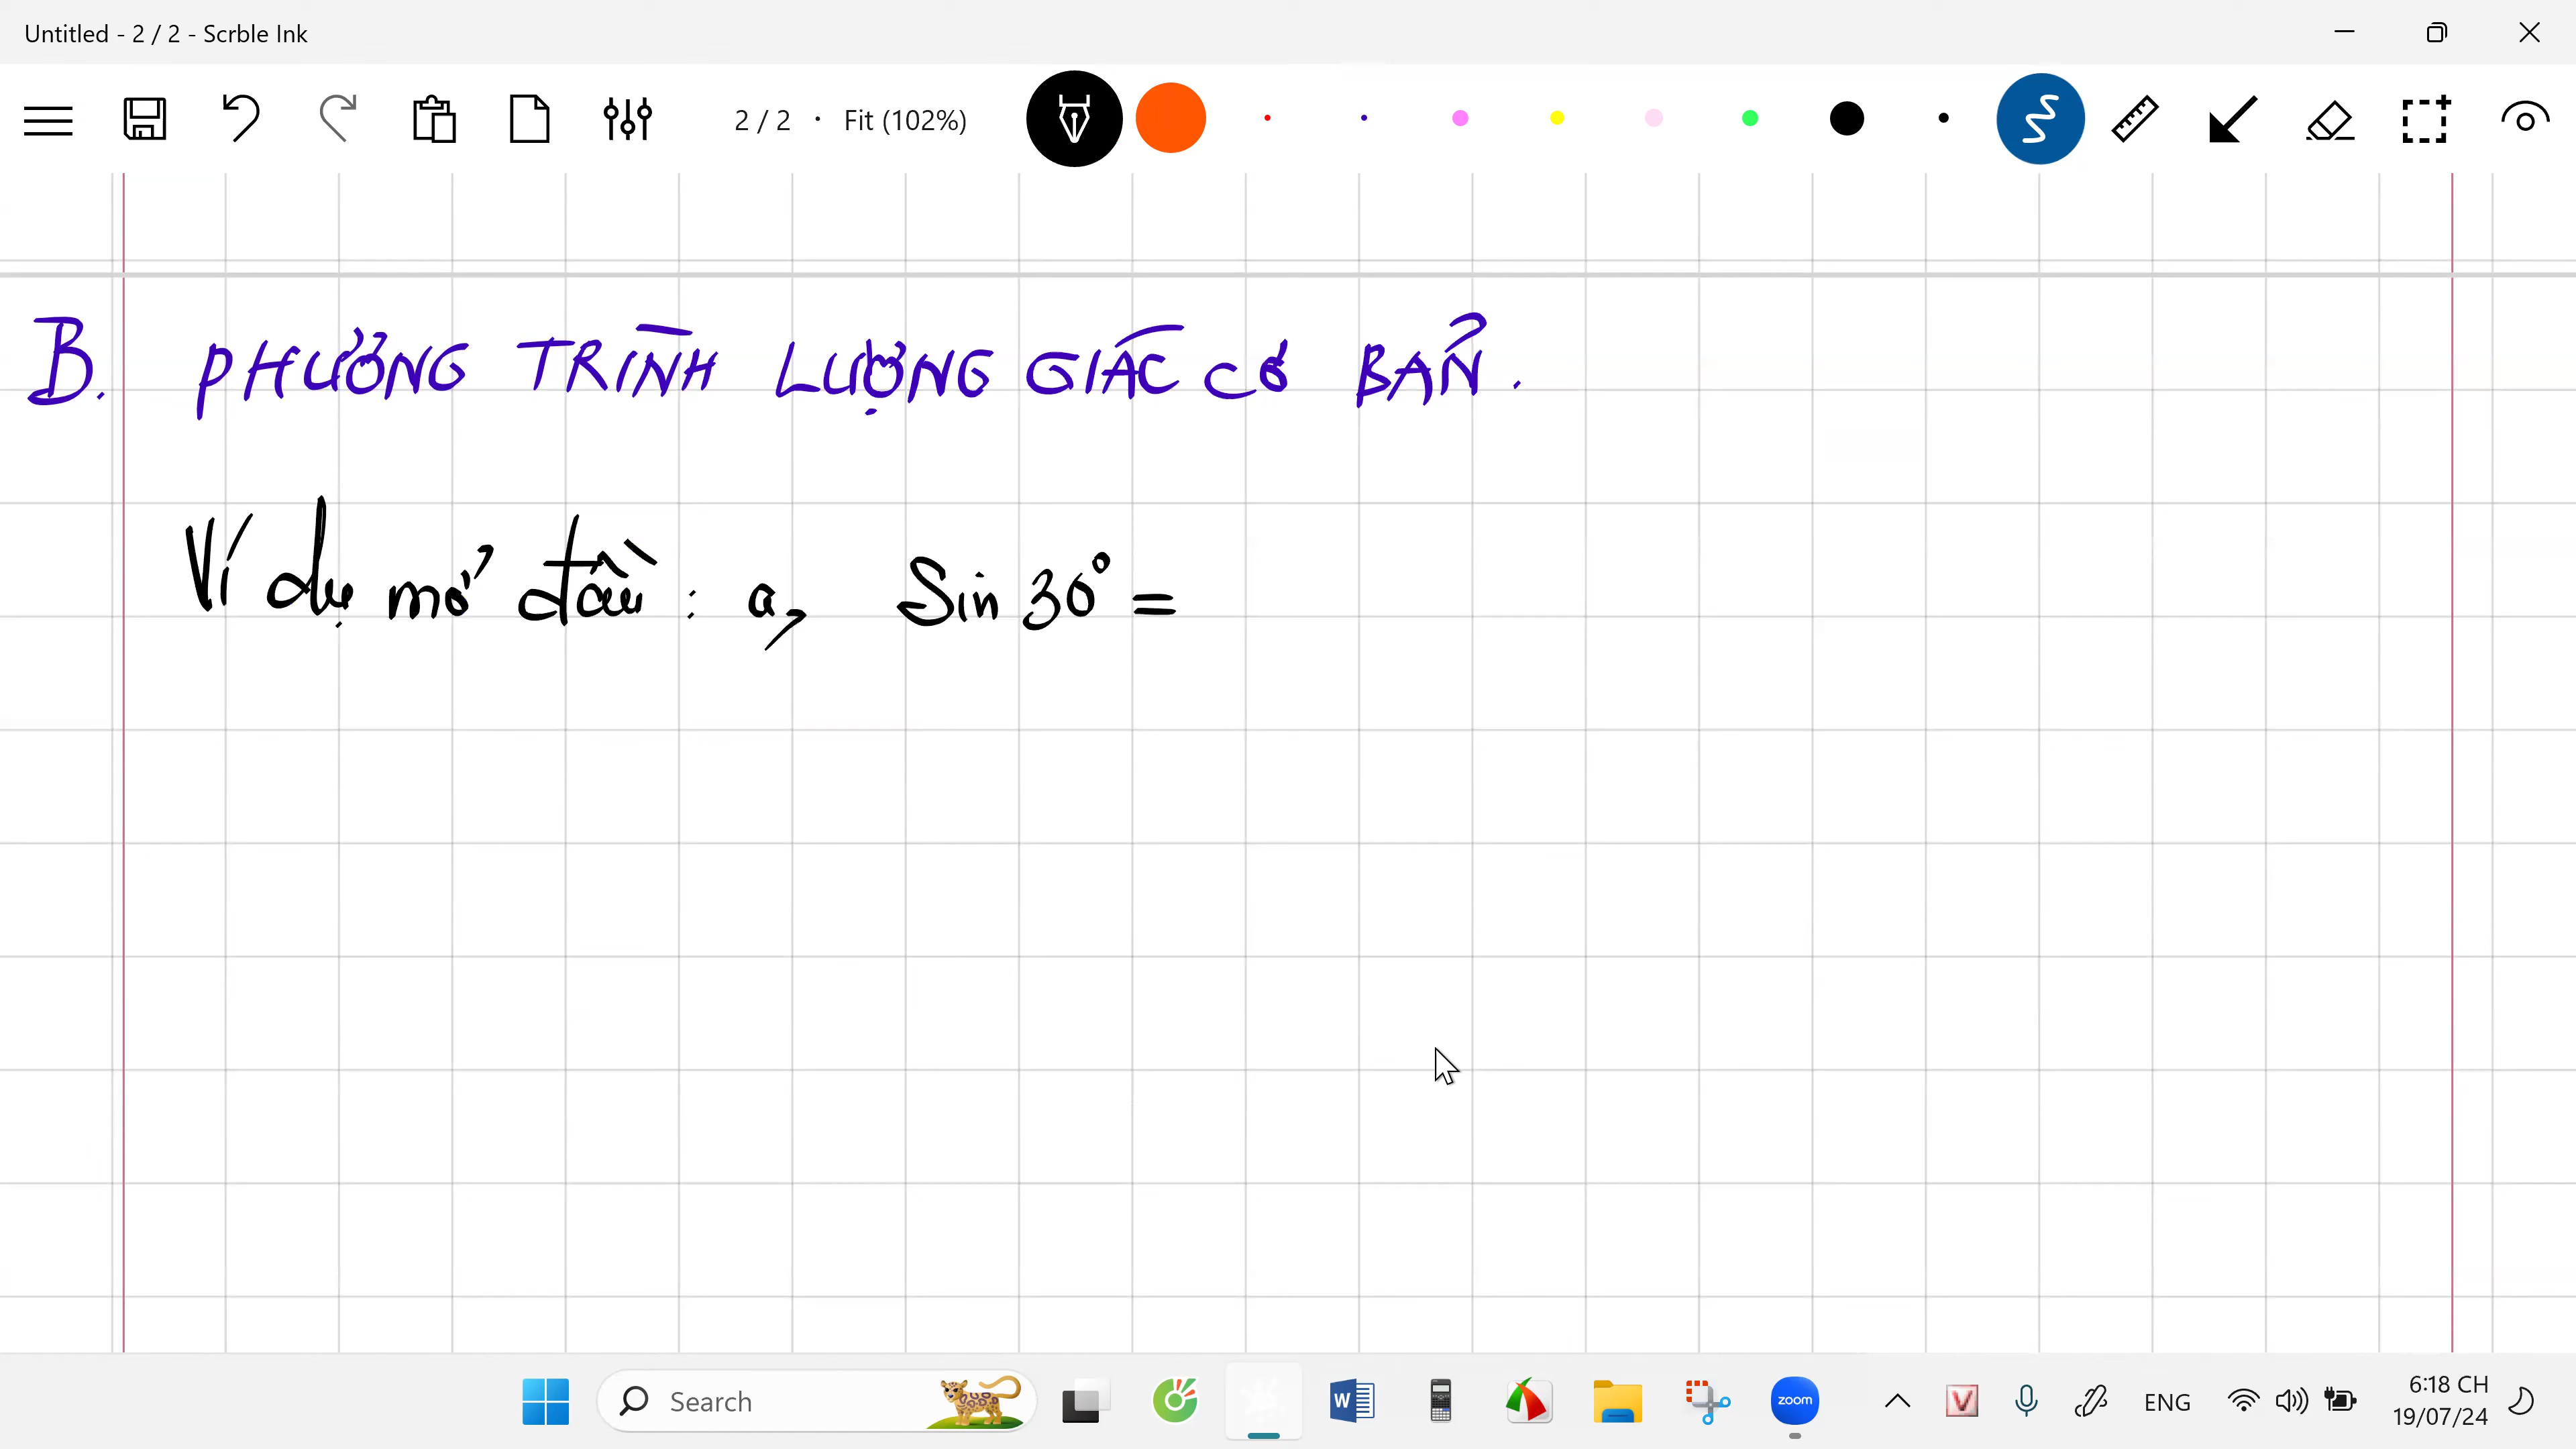 Untitled - 2 / 2 - Scrble Ink
2 / 2 · Fit (102%)
B. PHƯƠNG TRÌNH LƯỢNG GIÁC CƠ BẢN.
Ví dụ mở đầu : a, Sin 30° =
Search
zoom
ENG
6:18 CH
19/07/24